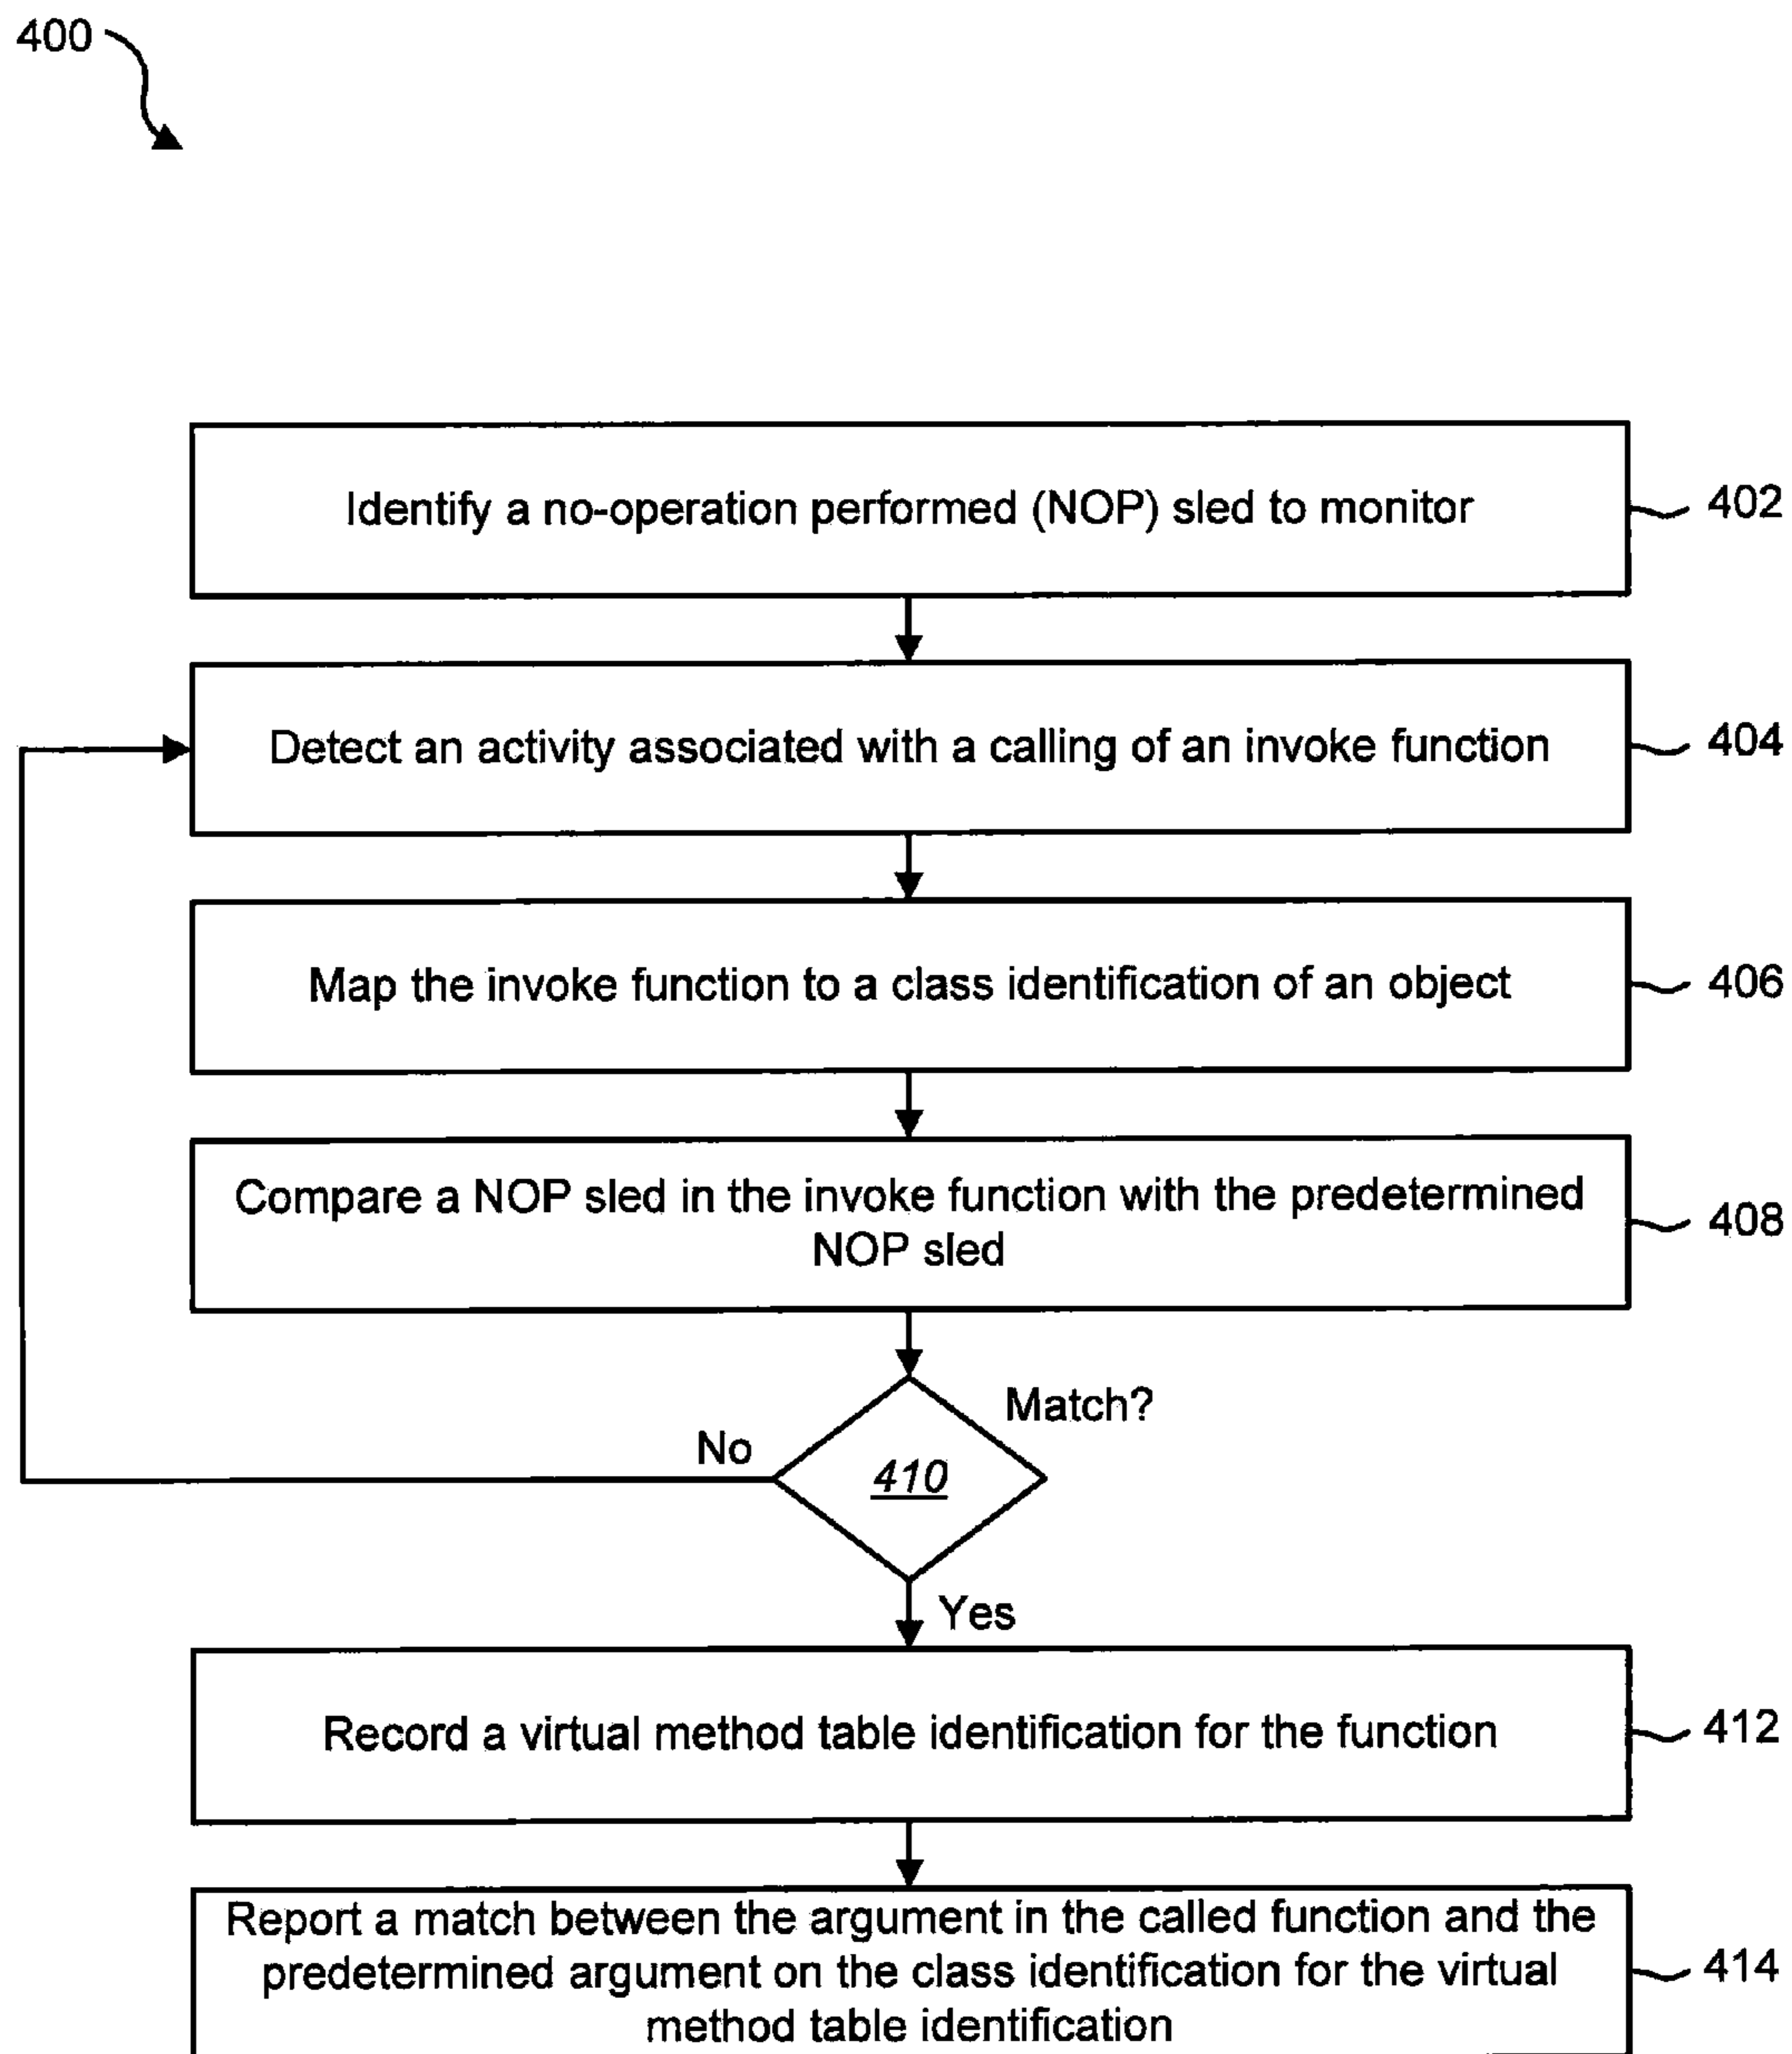 400
Identify a no-operation performed (NOP) sled to monitor
402
Detect an activity associated with a calling of an invoke function
404
Map the invoke function to a class identification of an object
406
Compare a NOP sled in the invoke function with the predetermined
NOP sled
408
Match?
No
410
Yes
Record a virtual method table identification for the function
412
Report a match between the argument in the called function and the
predetermined argument on the class identification for the virtual
method table identification
414